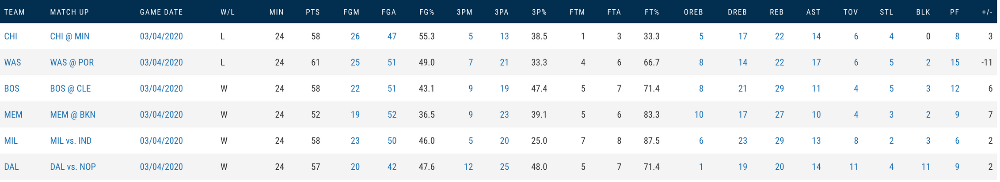 TEAM MATCH UP GAME DATE W/L MIN PTS FGM FGA FG% 3PM 3PA 3P% FTM FTA FT% OREB DREB REB AST TOV STL BLK PF +/-
CHI CHI @ MIN 03/04/2020 L 24 58 26 47 55.3 5 13 38.5 1 3 33.3 5 17 22 14 6 4 0 8 3
WAS WAS @ POR 03/04/2020 L 24 61 25 51 49.0 7 21 33.3 4 6 66.7 8 14 22 17 6 5 2 15 -11
BOS BOS @ CLE 03/04/2020 W 24 58 22 51 43.1 9 19 47.4 5 7 71.4 8 21 29 11 4 5 3 12 6
MEM MEM @ BKN 03/04/2020 W 24 52 19 52 36.5 9 23 39.1 5 6 83.3 10 17 27 10 4 3 2 9 7
MIL MIL vs. IND 03/04/2020 W 24 58 23 50 46.0 5 20 25.0 7 8 87.5 6 23 29 13 8 2 3 6 2
DAL DAL vs. NOP 03/04/2020 W 24 57 20 42 47.6 12 25 48.0 5 7 71.4 1 19 20 14 11 4 11 9 2